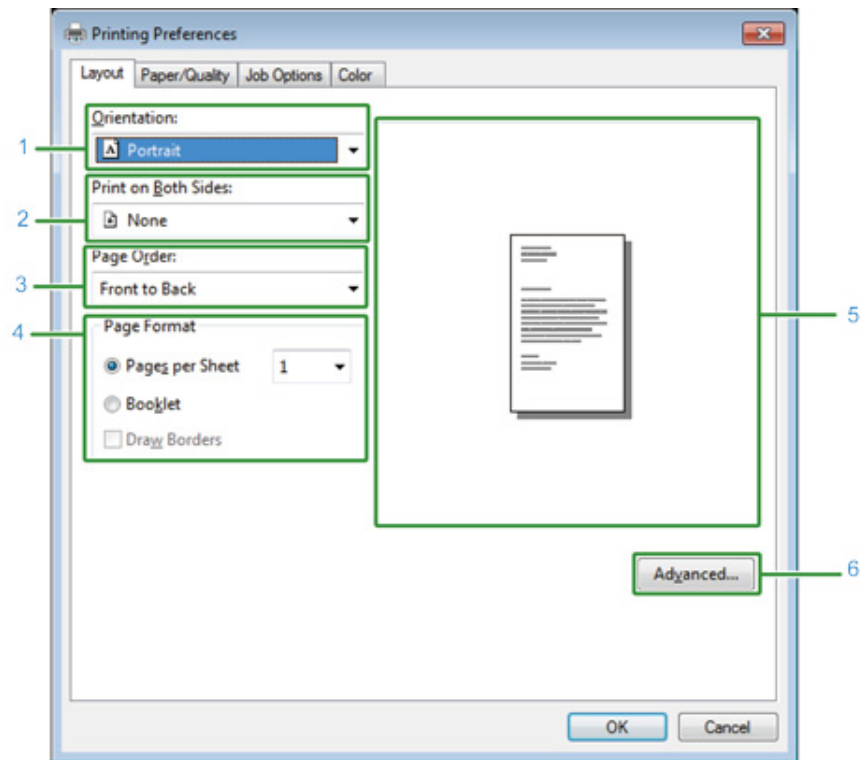 Printing Preferences
Layout Paper/Quality Job Options Color
Orientation:
1
A Portrait
Print on Both Sides:
2
None
Page Order:
3
Front to Back
4
Page Format
Pages per Sheet 1
Booklet
Draw Borders
5
Advanced...
6
OK Cancel